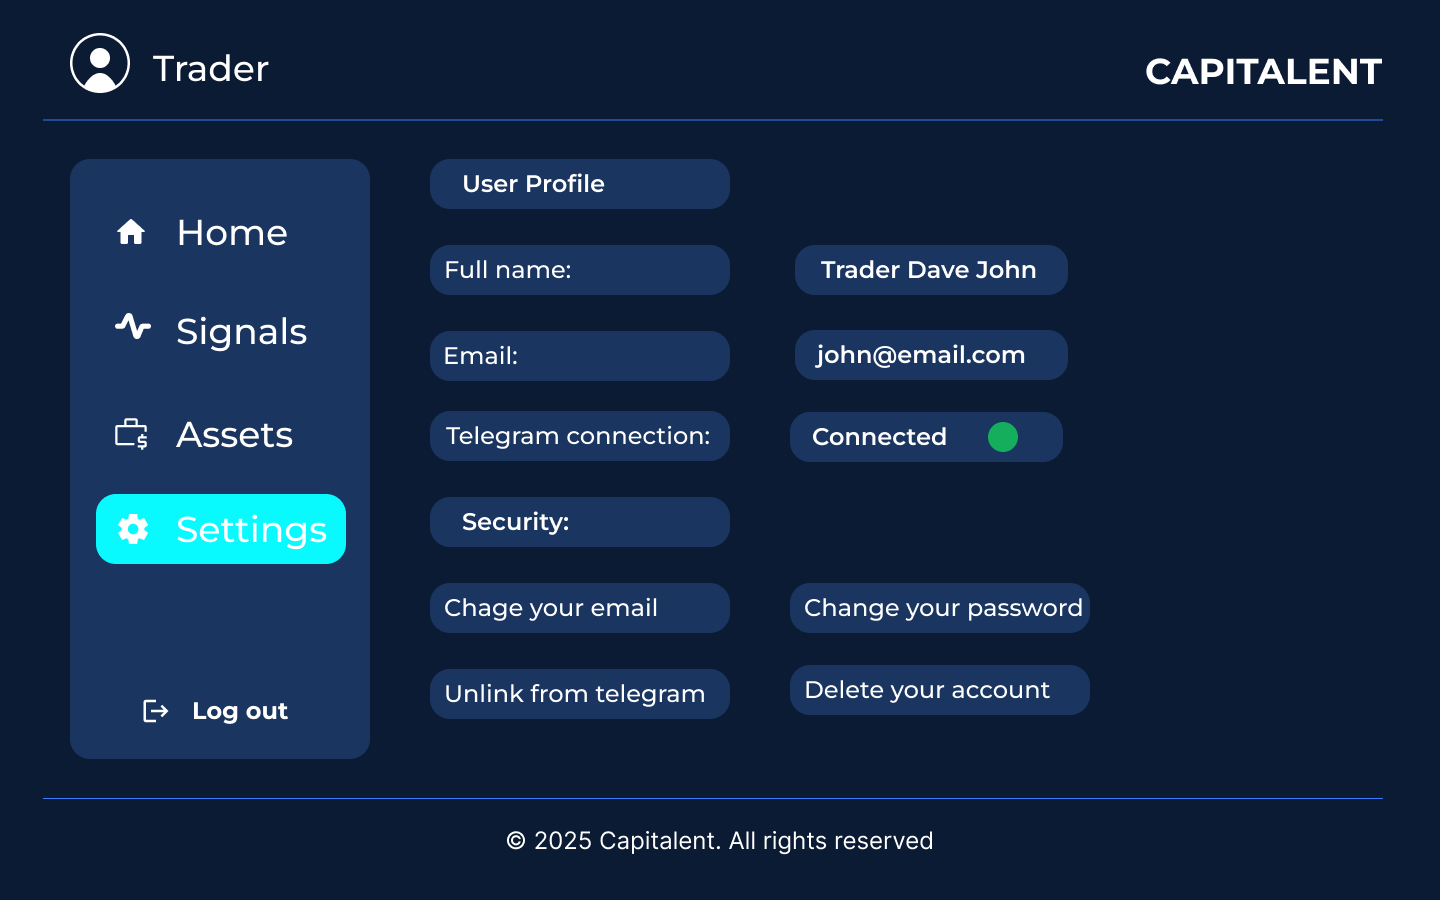 Trader
CAPITALENT
Home
Signals
Assets
Settings
Log out
User Profile
Full name:
Trader Dave John
Email:
john@email.com
Telegram connection:
Connected
Security:
Chage your email
Change your password
Unlink from telegram
Delete your account
© 2025 Capitalent. All rights reserved